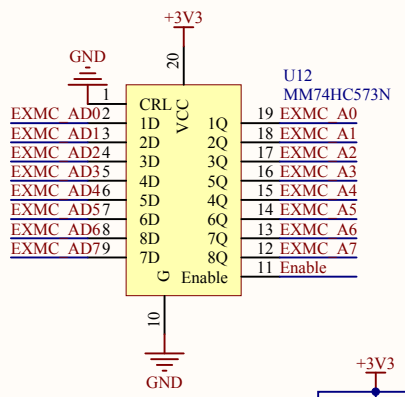 +3V3
GND
20
U12
MM74HC573N
1 CRL VCC
EXMC_AD0 2 1D 1Q 19 EXMC_A0
EXMC_AD1 3 2D 2Q 18 EXMC_A1
EXMC_AD2 4 3D 3Q 17 EXMC_A2
EXMC_AD3 5 4D 5Q 16 EXMC_A3
EXMC_AD4 6 5D 4Q 15 EXMC_A4
EXMC_AD5 7 6D 6Q 14 EXMC_A5
EXMC_AD6 8 8D 7Q 13 EXMC_A6
EXMC_AD7 9 7D 8Q 12 EXMC_A7
G Enable 11 Enable
10
GND
+3V3